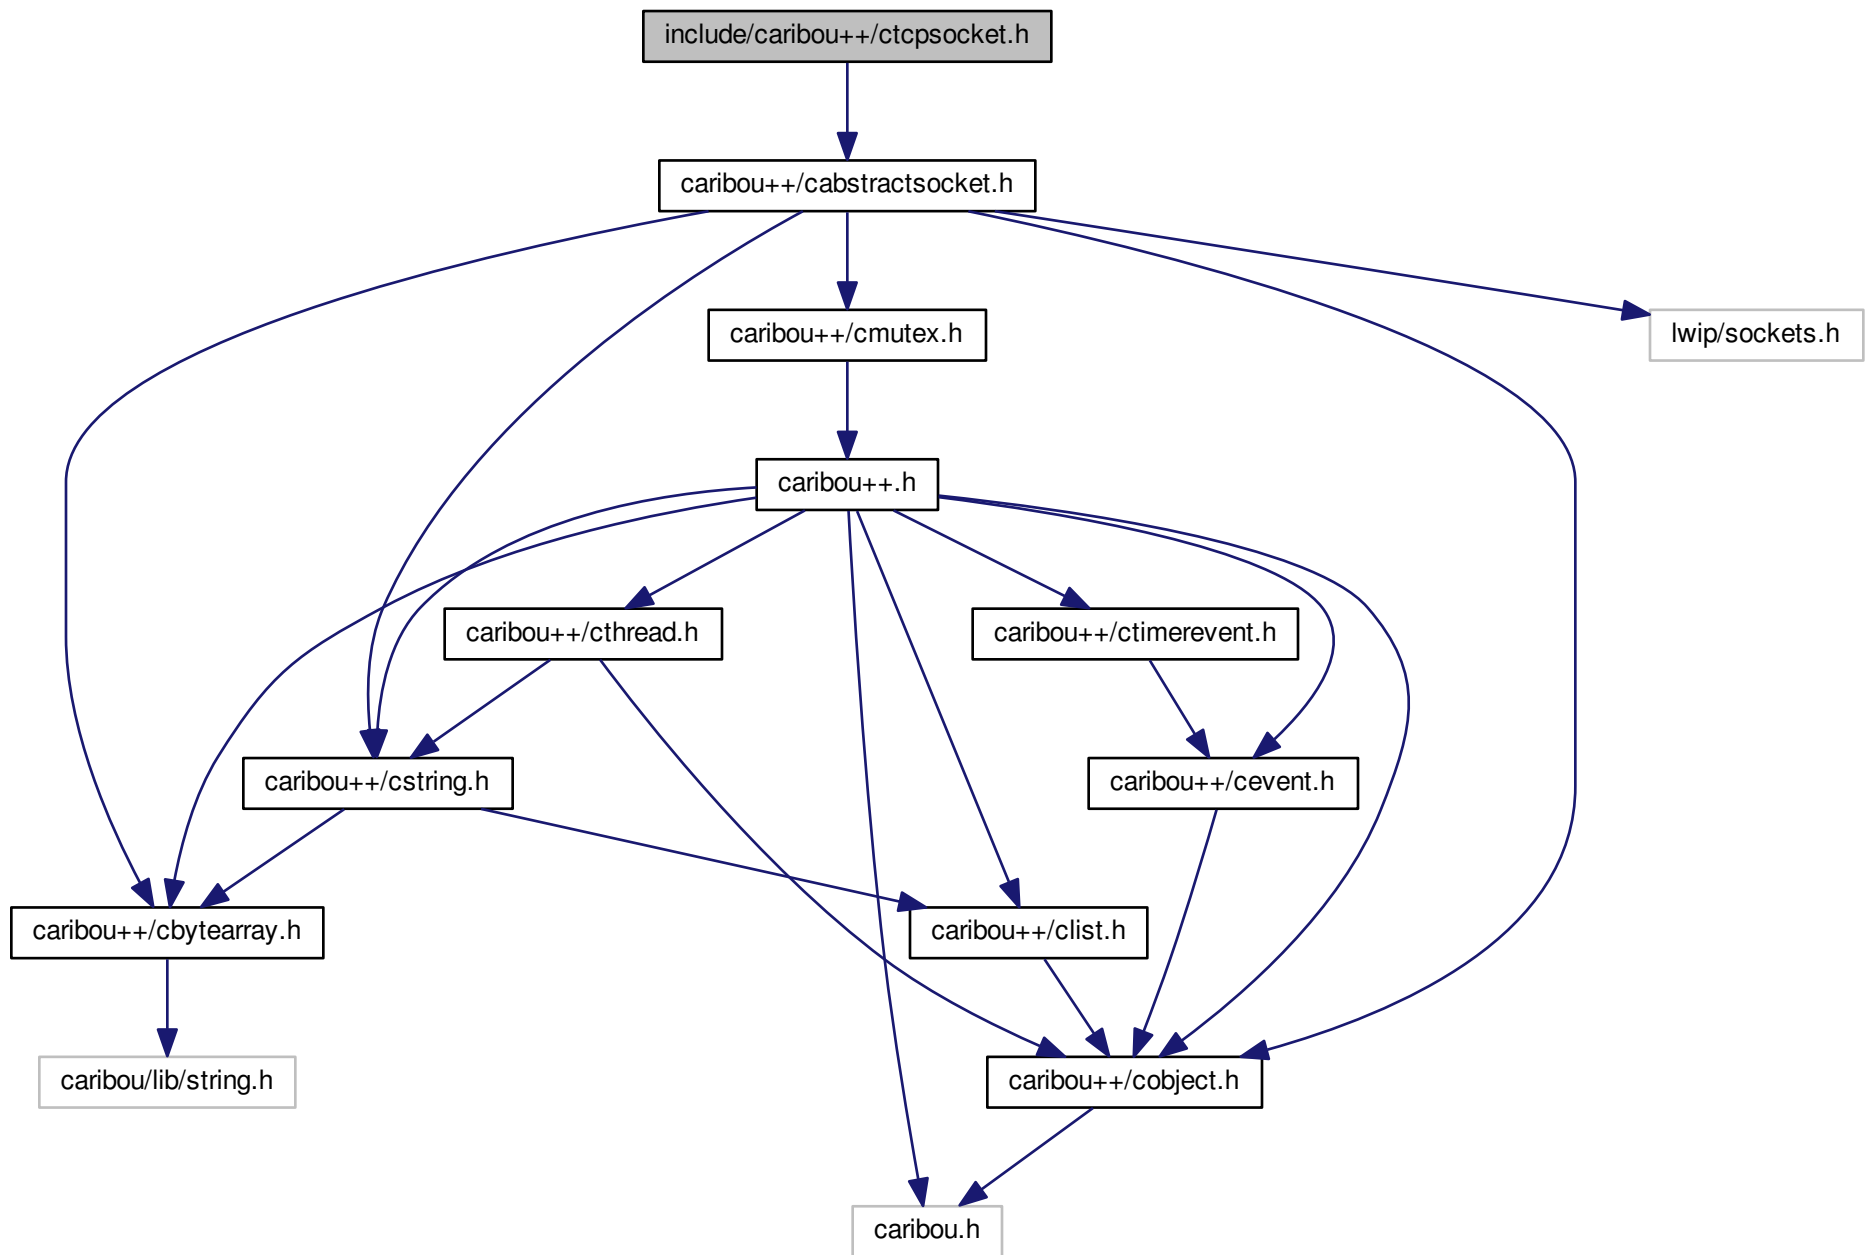 include/caribou++/ctcpsocket.h
caribou++/cabstractsocket.h
caribou++/cmutex.h
lwip/sockets.h
caribou++.h
caribou++/cthread.h
caribou++/ctimerevent.h
caribou++/cstring.h
caribou++/cevent.h
caribou++/cbytearray.h
caribou++/clist.h
caribou/lib/string.h
caribou++/cobject.h
caribou.h